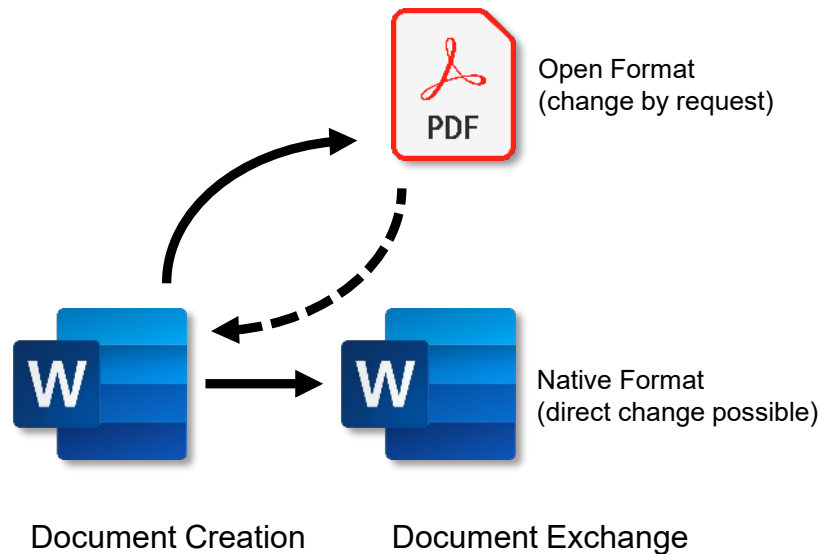 PDF
Open Format
(change by request)
W
W
Native Format
(direct change possible)
Document Creation
Document Exchange